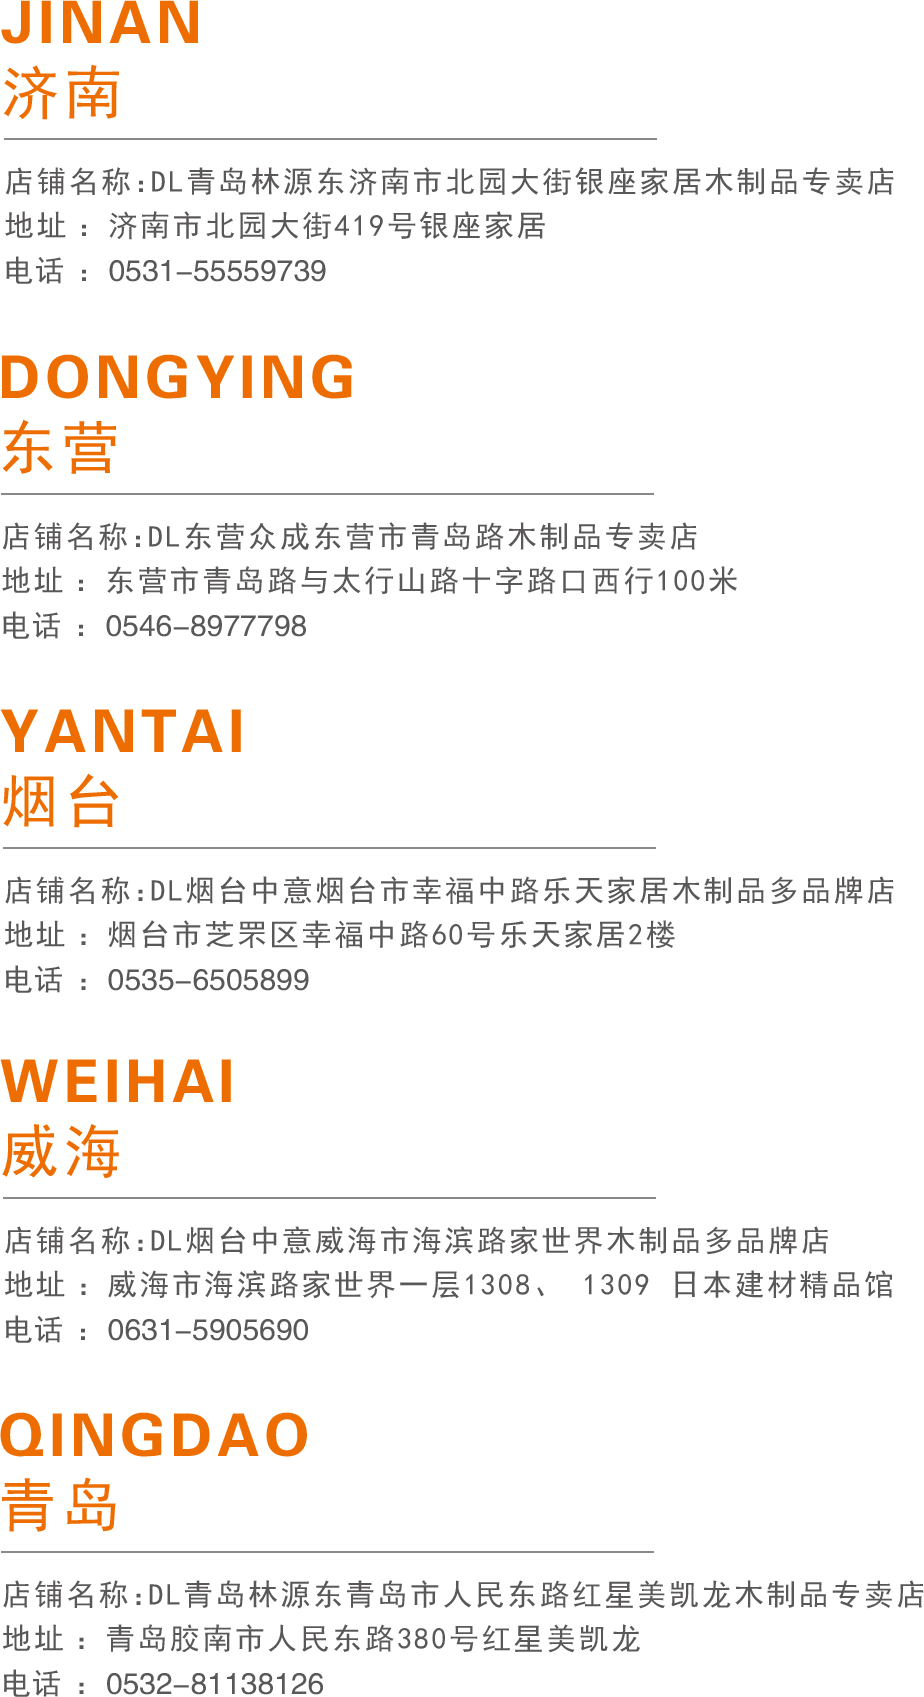 JINAN
济南
店铺名称:DL青岛林源东济南市北园大街银座家居木制品专卖店
地址 : 济南市北园大街419号银座家居
电话 : 0531-55559739
DONGYING
东营
店铺名称:DL东营众成东营市青岛路木制品专卖店
地址 : 东营市青岛路与太行山路十字路口西行100米
电话 : 0546-8977798
YANTAI
烟台
店铺名称:DL烟台中意烟台市幸福中路乐天家居木制品多品牌店
地址 : 烟台市芝罘区幸福中路60号乐天家居2楼
电话 : 0535-6505899
WEIHAI
威海
店铺名称:DL烟台中意威海市海滨路家世界木制品多品牌店
地址 : 威海市海滨路家世界一层1308、 1309 日本建材精品馆
电话 : 0631-5905690
QINGDAO
青岛
店铺名称:DL青岛林源东青岛市人民东路红星美凯龙木制品专卖店
地址 : 青岛胶南市人民东路380号红星美凯龙
电话 : 0532-81138126